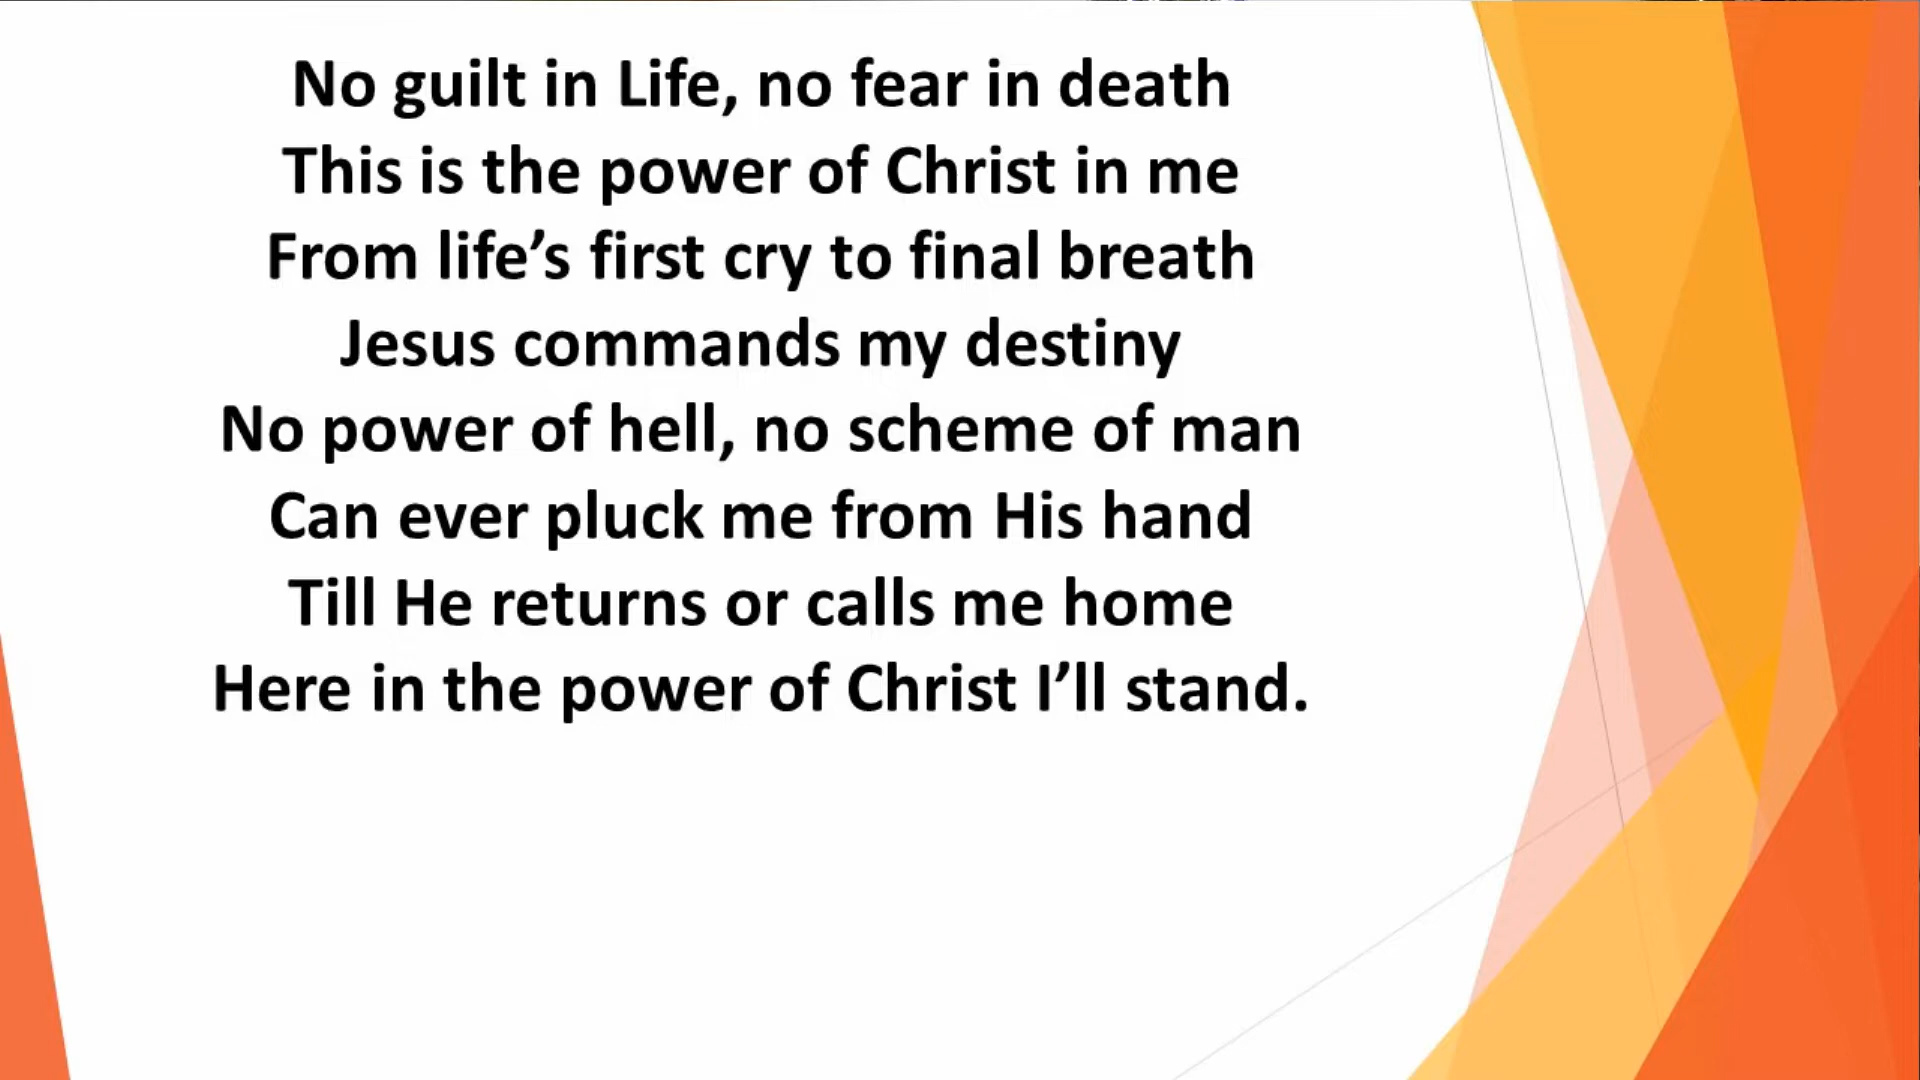 No guilt in Life, no fear in death
This is the power of Christ in me
From life’s first cry to final breath
Jesus commands my destiny
No power of hell, no scheme of man
Can ever pluck me from His hand
Till He returns or calls me home
Here in the power of Christ I’ll stand.